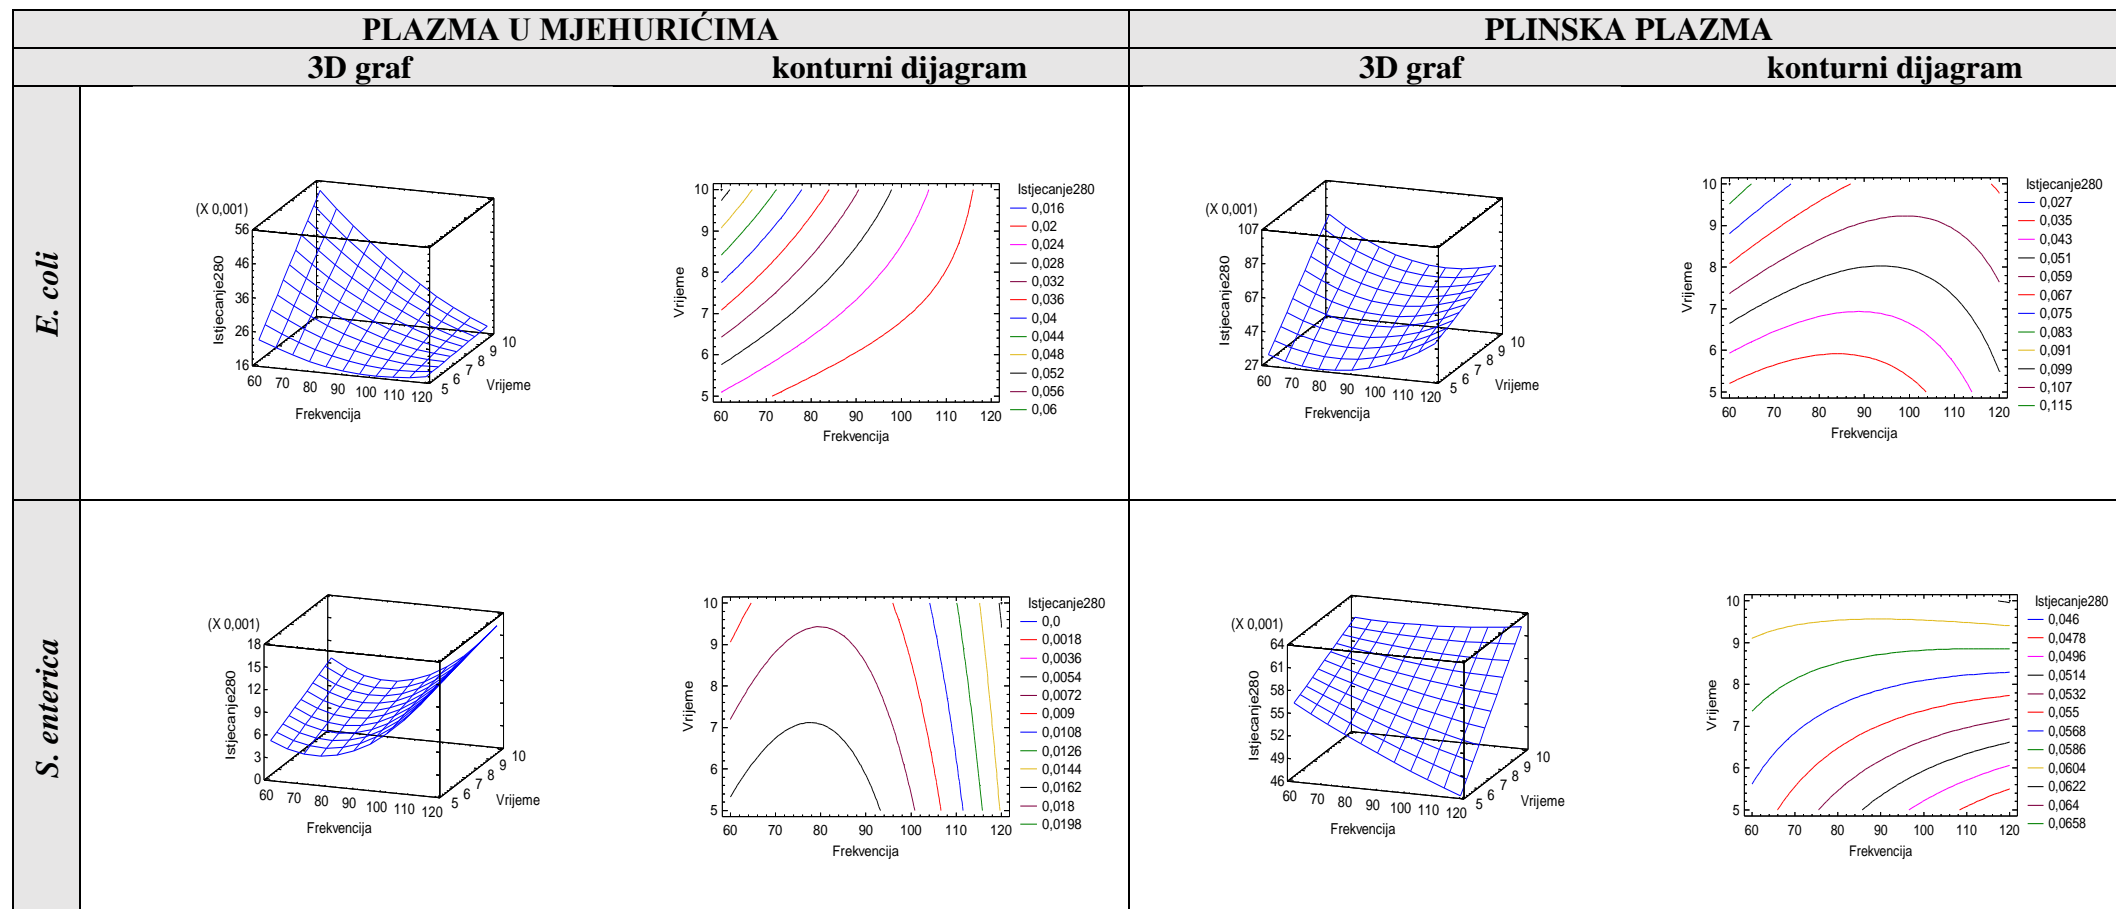 PLAZMA U MJEHURIĆIMA
PLINSKA PLAZMA
3D graf
konturni dijagram
3D graf
konturni dijagram
E. coli
(X 0,001)
56
46
36
26
16
Istjecanje280
60 70 80 90 100 110 120
Frekvencija
5 6 7 8 9 10
Vrijeme
10
9
8
7
6
5
Vrijeme
60 70 80 90 100 110 120
Frekvencija
Istjecanje280
0,016
0,02
0,024
0,028
0,032
0,036
0,04
0,044
0,048
0,052
0,056
0,06
(X 0,001)
107
87
67
47
27
Istjecanje280
60 70 80 90 100 110 120
Frekvencija
5 6 7 8 9 10
Vrijeme
10
9
8
7
6
5
Vrijeme
60 70 80 90 100 110 120
Frekvencija
Istjecanje280
0,027
0,035
0,043
0,051
0,059
0,067
0,075
0,083
0,091
0,099
0,107
0,115
S. enterica
(X 0,001)
18
15
12
9
6
3
0
Istjecanje280
60 70 80 90 100 110 120
Frekvencija
5 6 7 8 9 10
Vrijeme
10
9
8
7
6
5
Vrijeme
60 70 80 90 100 110 120
Frekvencija
Istjecanje280
0,0
0,0018
0,0036
0,0054
0,0072
0,009
0,0108
0,0126
0,0144
0,0162
0,018
0,0198
(X 0,001)
64
61
58
55
52
49
46
Istjecanje280
60 70 80 90 100 110 120
Frekvencija
5 6 7 8 9 10
Vrijeme
10
9
8
7
6
5
Vrijeme
60 70 80 90 100 110 120
Frekvencija
Istjecanje280
0,046
0,0478
0,0496
0,0514
0,0532
0,055
0,0568
0,0586
0,0604
0,0622
0,064
0,0658